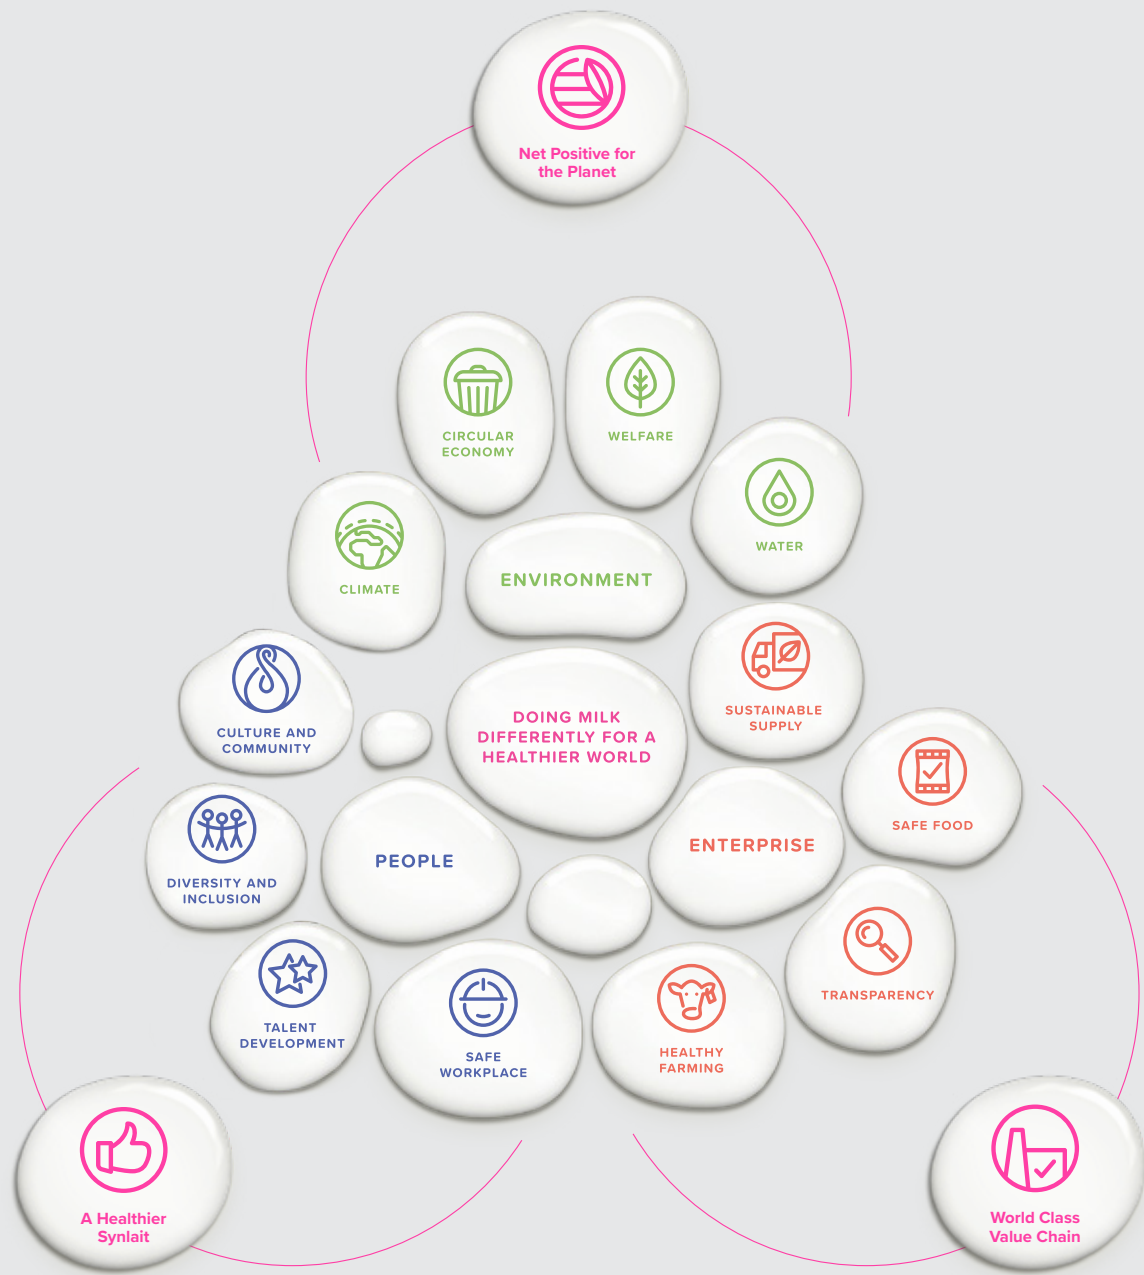 Net Positive for
the Planet
CIRCULAR
ECONOMY
WELFARE
WATER
CLIMATE
ENVIRONMENT
CULTURE AND
COMMUNITY
DOING MILK
DIFFERENTLY FOR A
HEALTHIER WORLD
SUSTAINABLE
SUPPLY
SAFE FOOD
DIVERSITY AND
INCLUSION
PEOPLE
ENTERPRISE
TALENT
DEVELOPMENT
SAFE
WORKPLACE
HEALTHY
FARMING
TRANSPARENCY
A Healthier
Synlait
World Class
Value Chain